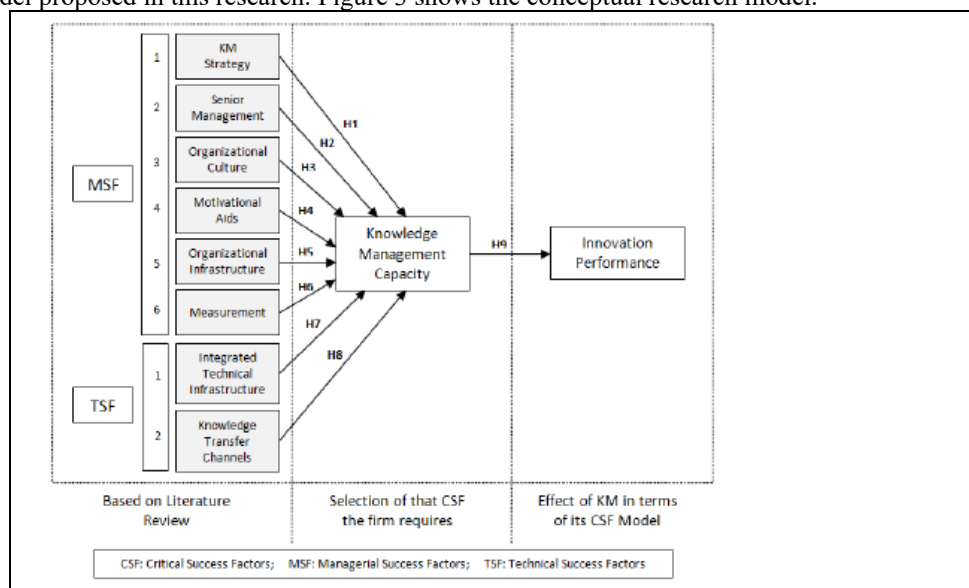 del proposed in this research. Figure 3 shows the conceptual research model.
1
KM
Strategy
2
Senior
Management
3
Organizational
Culture
MSF
4
Motivational
Aids
5
Organizational
Infrastructure
6
Measurement
1
Integrated
Technical
Infrastructure
TSF
2
Knowledge
Transfer
Channels
H1
H2
H3
H4
H5
H6
H7
H8
Knowledge
Management
Capacity
H9
Innovation
Performance
Based on Literature
Review
Selection of that CSF
the firm requires
Effect of KM in terms
of its CSF Model
CSF: Critical Success Factors; MSF: Managerial Success Factors; TSF: Technical Success Factors